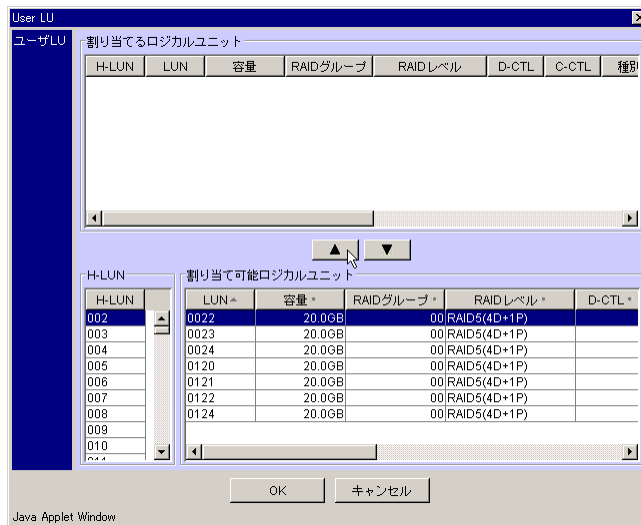 User LU
ユーザLU
割り当てるロジカルユニット
H-LUN LUN 容量 RAIDグループ RAIDレベル D-CTL C-CTL 種別
▲ ▼
H-LUN
H-LUN
002
003
004
005
006
007
008
009
010
割り当て可能ロジカルユニット
LUN 容量 RAIDグループ RAIDレベル D-CTL
0022 20.0GB 00 RAID5(4D+1P)
0023 20.0GB 00 RAID5(4D+1P)
0024 20.0GB 00 RAID5(4D+1P)
0120 20.0GB 00 RAID5(4D+1P)
0121 20.0GB 00 RAID5(4D+1P)
0122 20.0GB 00 RAID5(4D+1P)
0124 20.0GB 00 RAID5(4D+1P)
OK キャンセル
Java Applet Window